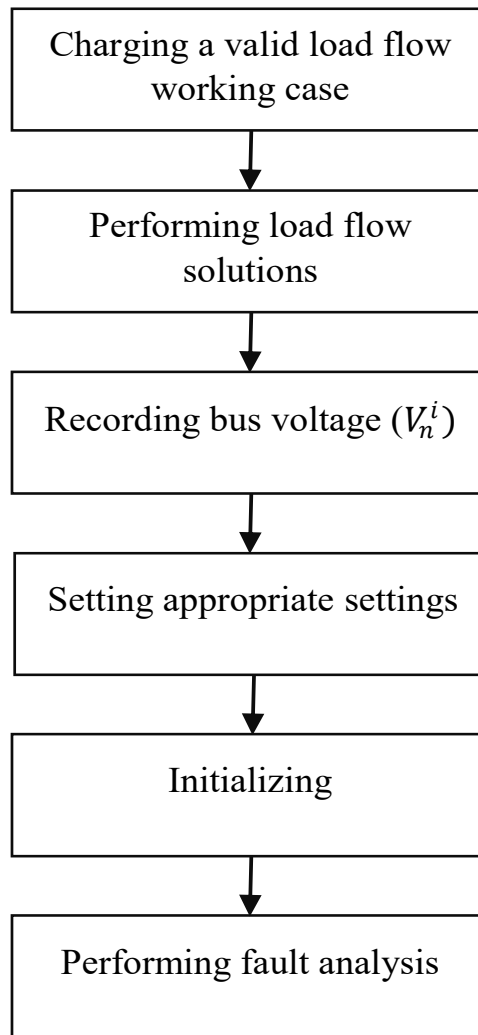 Charging a valid load flow
working case
Performing load flow
solutions
Recording bus voltage (V_n^i)
Setting appropriate settings
Initializing
Performing fault analysis